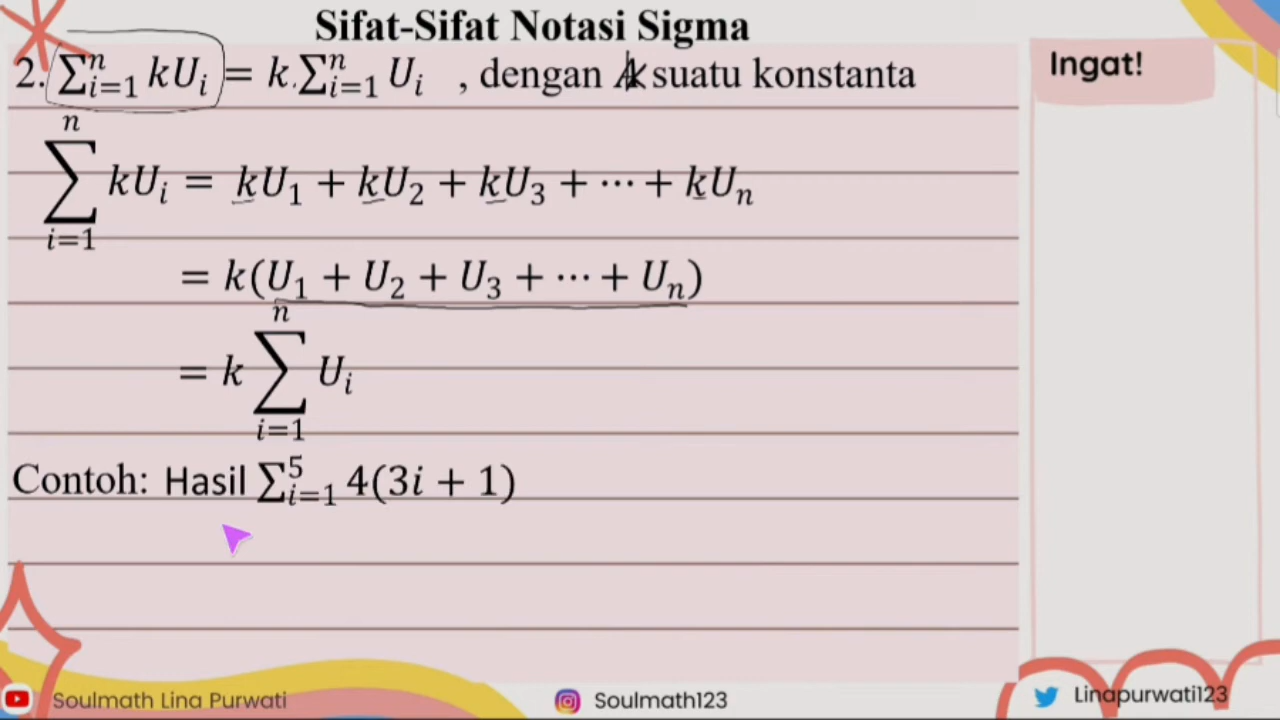 Sifat-Sifat Notasi Sigma
2. ∑ⁿᵢ₌₁ kUᵢ = k.∑ⁿᵢ₌₁ Uᵢ , dengan k suatu konstanta
∑ⁿᵢ₌₁ kUᵢ = kU₁ + kU₂ + kU₃ + ⋯ + kUₙ
= k(U₁ + U₂ + U₃ + ⋯ + Uₙ)
= k ∑ⁿᵢ₌₁ Uᵢ
Contoh: Hasil ∑⁵ᵢ₌₁ 4(3i + 1)
Ingat!
Soulmath Lina Purwati
Soulmath123
Linapurwati123